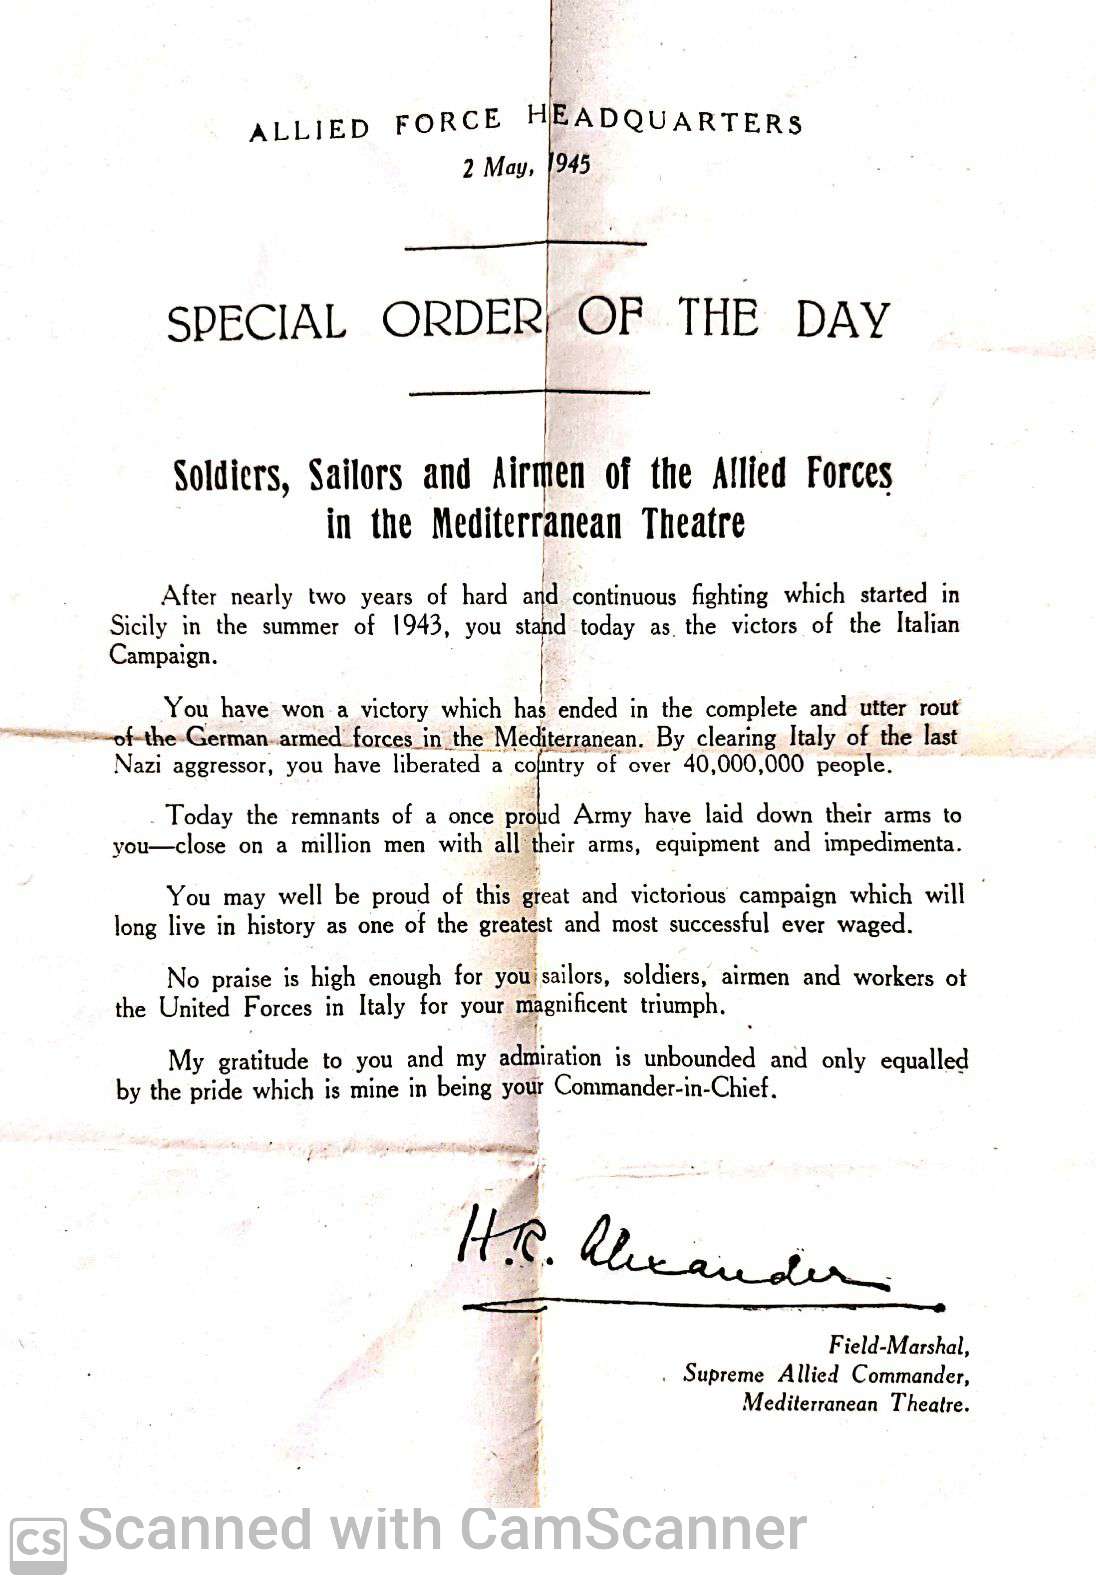 ALLIED FORCE HEADQUARTERS
2 May, 1945
SPECIAL ORDER OF THE DAY
Soldiers, Sailors and Airmen of the Allied Forces
in the Mediterranean Theatre
After nearly two years of hard and continuous fighting which started in
Sicily in the summer of 1943, you stand today as the victors of the Italian
Campaign.
You have won a victory which has ended in the complete and utter rout
of the German armed forces in the Mediterranean. By clearing Italy of the last
Nazi aggressor, you have liberated a country of over 40,000,000 people.
Today the remnants of a once proud Army have laid down their arms to
you—close on a million men with all their arms, equipment and impedimenta.
You may well be proud of this great and victorious campaign which will
long live in history as one of the greatest and most successful ever waged.
No praise is high enough for you sailors, soldiers, airmen and workers of
the United Forces in Italy for your magnificent triumph.
My gratitude to you and my admiration is unbounded and only equalled
by the pride which is mine in being your Commander-in-Chief.
H.R. Alexander
Field-Marshal,
Supreme Allied Commander,
Mediterranean Theatre.
CS Scanned with CamScanner